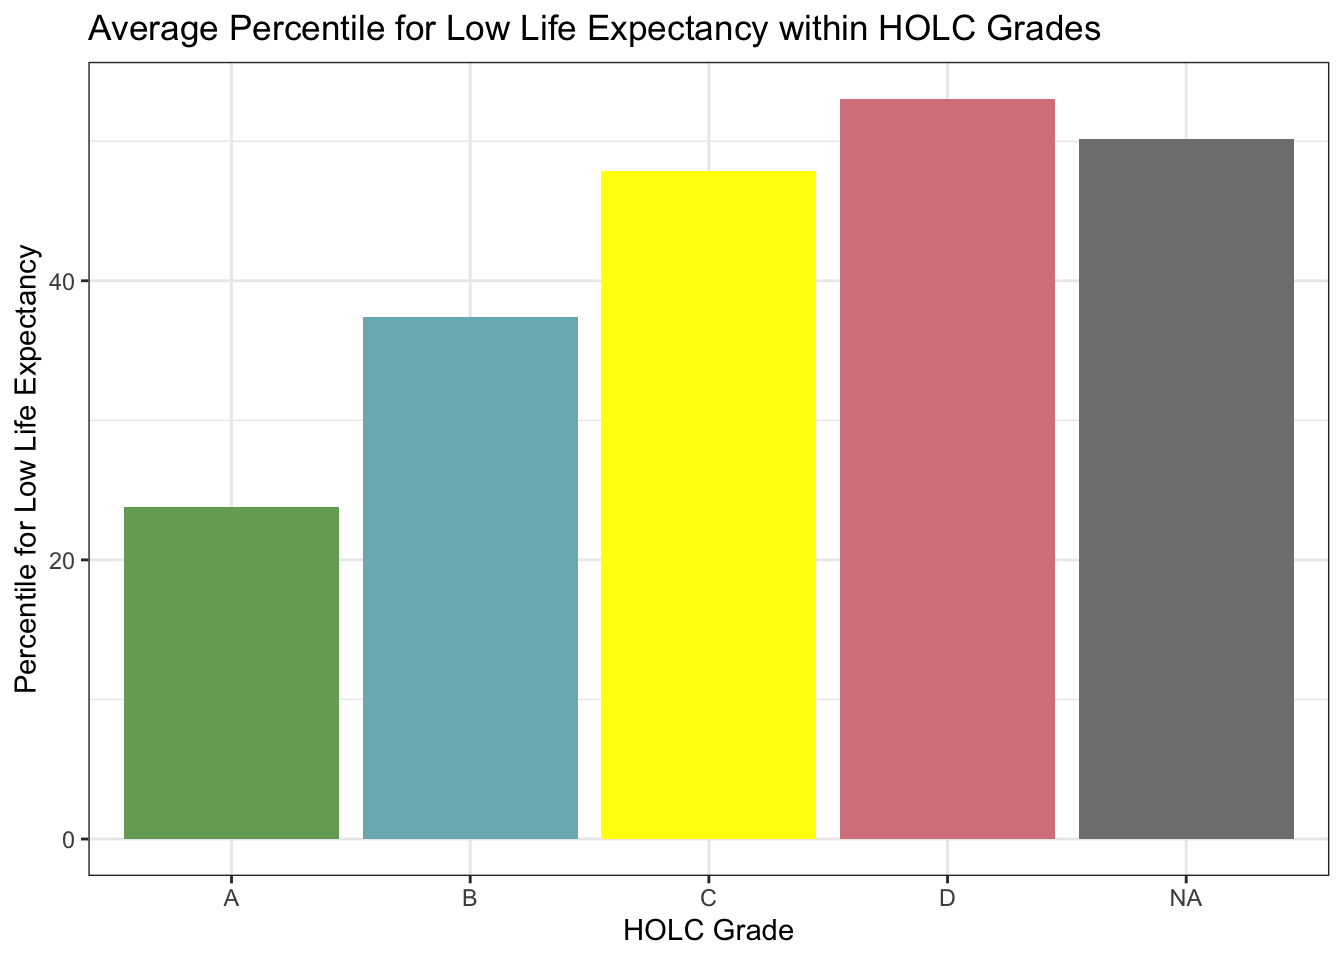 Average Percentile for Low Life Expectancy within HOLC Grades
Percentile for Low Life Expectancy
40
20
0
A
B
C
D
NA
HOLC Grade